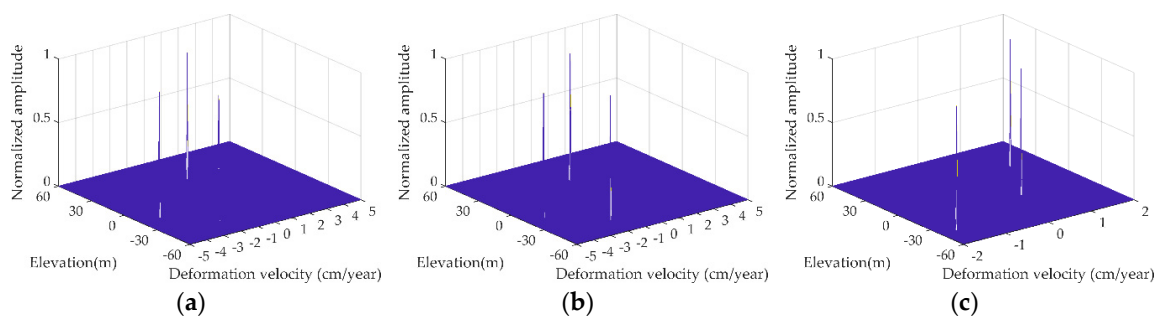 Normalized amplitude
1
0.5
0
60
30
0
-30
-60
Elevation(m)
-5 -4 -3 -2 -1 0 1 2 3 4 5
Deformation velocity (cm/year)
(a)
Normalized amplitude
1
0.5
0
60
30
0
-30
-60
Elevation(m)
-5 -4 -3 -2 -1 0 1 2 3 4 5
Deformation velocity (cm/year)
(b)
Normalized amplitude
1
0.5
0
60
30
0
-30
-60
Elevation(m)
-2 -1 0 1 2
Deformation velocity (cm/year)
(c)